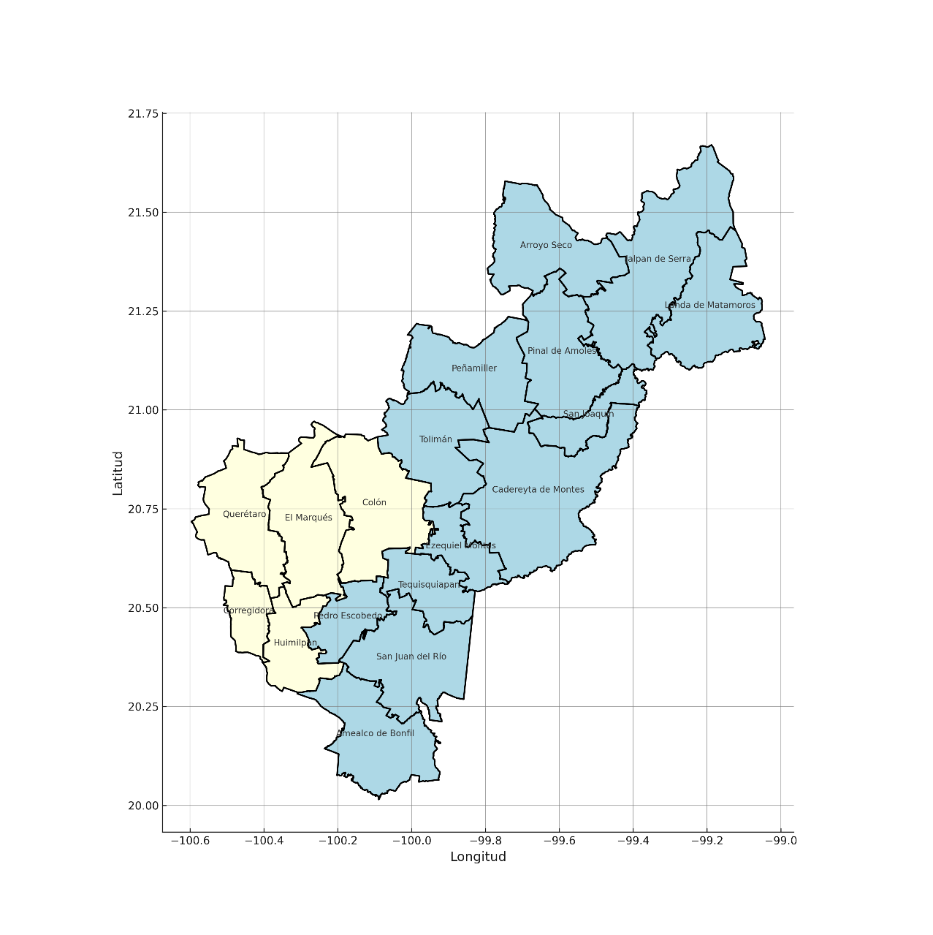 21.75
21.50
21.25
21.00
20.75
20.50
20.25
20.00
Latitud
Arroyo Seco
Jalpan de Serra
Landa de Matamoros
Pinal de Amoles
Peñamiller
San Joaquín
Tolimán
Cadereyta de Montes
Colón
Querétaro
El Marqués
Ezequiel Montes
Tequisquiapan
Corregidora
Pedro Escobedo
Huimilpan
San Juan del Río
Amealco de Bonfil
−100.6 −100.4 −100.2 −100.0 −99.8 −99.6 −99.4 −99.2 −99.0
Longitud